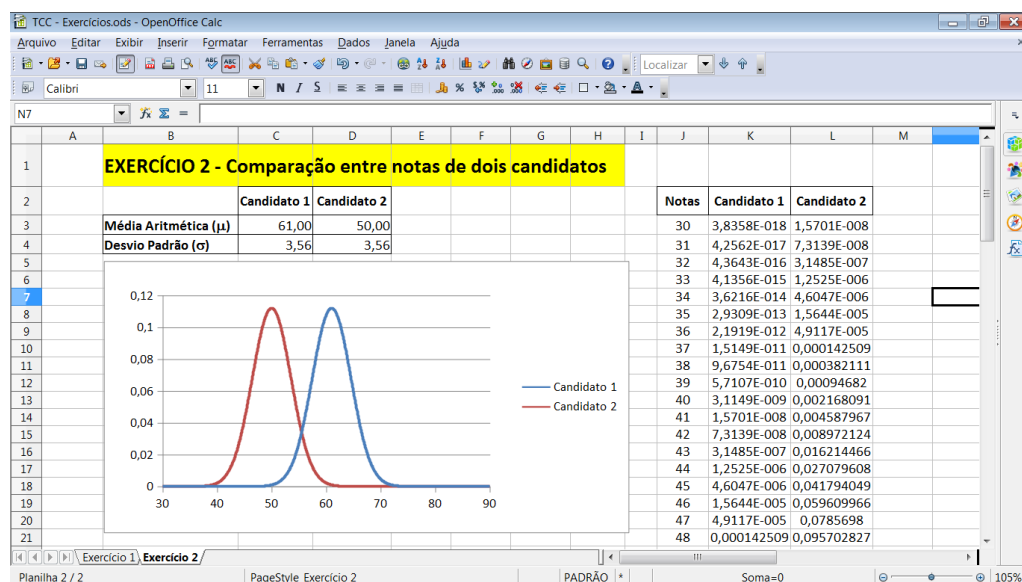 TCC - Exercícios.ods - OpenOffice Calc
Arquivo Editar Exibir Inserir Formatar Ferramentas Dados Janela Ajuda
Localizar
Calibri 11 N I S
N7
A B C D E F G H I J K L M
1 EXERCÍCIO 2 - Comparação entre notas de dois candidatos
2 Candidato 1 Candidato 2 Notas Candidato 1 Candidato 2
3 Média Aritmética (μ) 61,00 50,00 30 3,8358E-018 1,5701E-008
4 Desvio Padrão (σ) 3,56 3,56 31 4,2562E-017 7,3139E-008
5 32 4,3643E-016 3,1485E-007
6 33 4,1356E-015 1,2525E-006
7 34 3,6216E-014 4,6047E-006
8 35 2,9309E-013 1,5644E-005
9 36 2,1919E-012 4,9117E-005
10 37 1,5149E-011 0,000142509
11 38 9,6754E-011 0,000382111
12 39 5,7107E-010 0,00094682
13 40 3,1149E-009 0,002168091
14 41 1,5701E-008 0,004587967
15 42 7,3139E-008 0,008972124
16 43 3,1485E-007 0,016214466
17 44 1,2525E-006 0,027079608
18 45 4,6047E-006 0,041794049
19 46 1,5644E-005 0,059609966
20 47 4,9117E-005 0,0785698
21 48 0,000142509 0,095702827
0,12
0,1
0,08
0,06
0,04
0,02
0
30 40 50 60 70 80 90
Candidato 1
Candidato 2
Exercício 1 Exercício 2
Planilha 2 / 2 PageStyle_Exercício 2 PADRÃO * Soma=0 105%